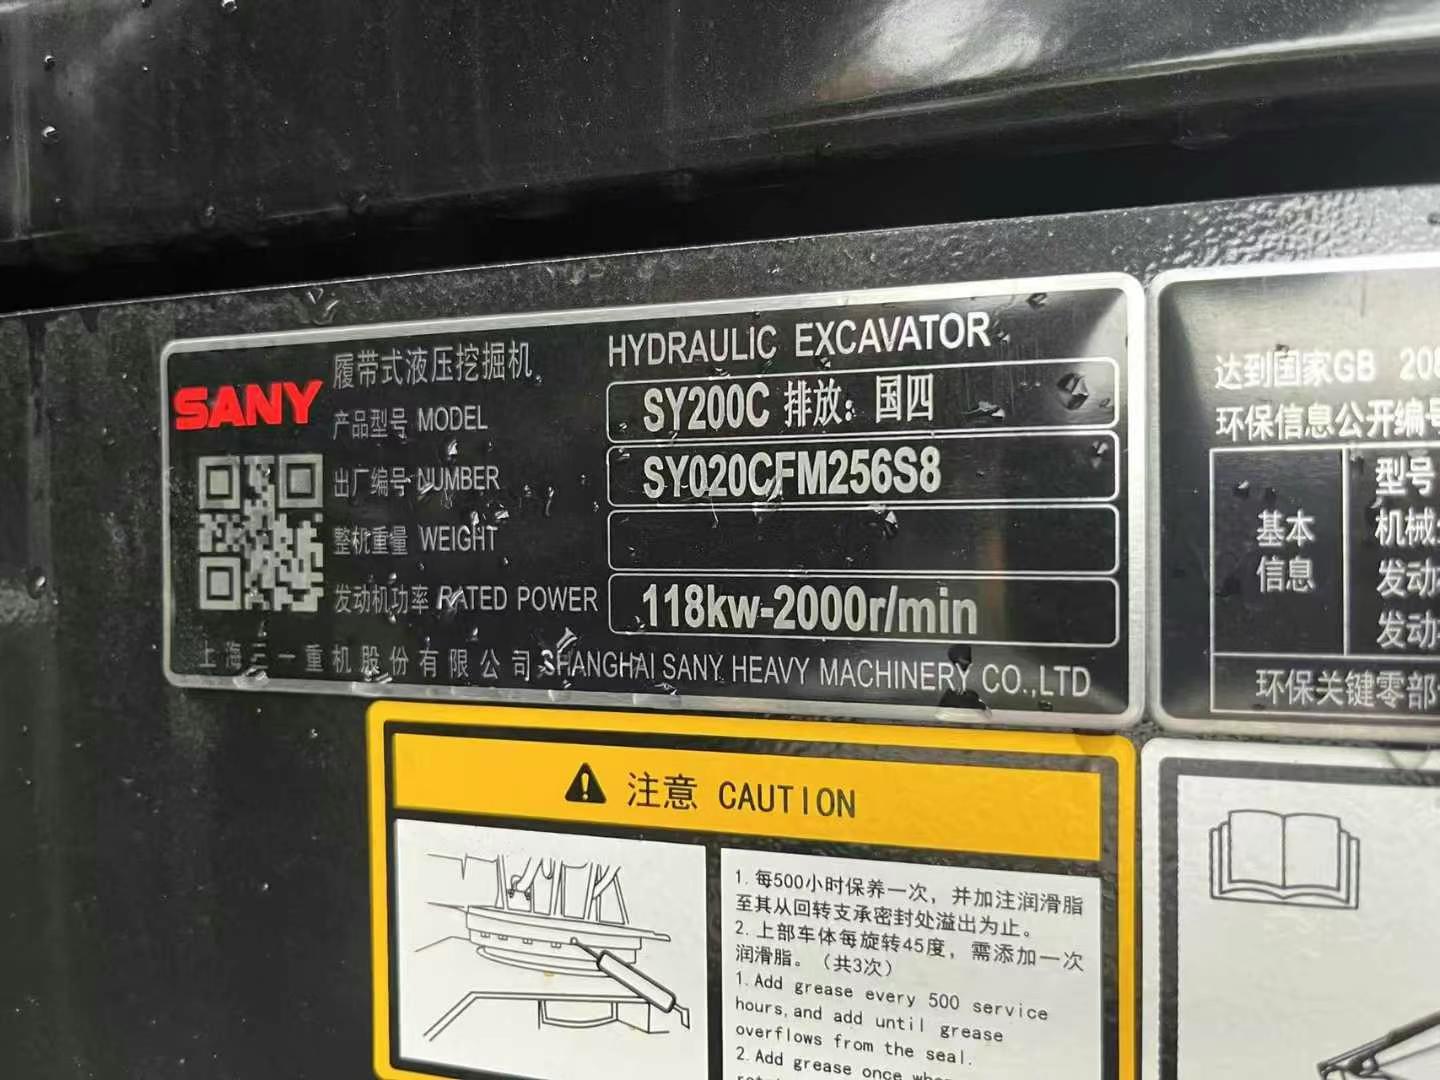 履带式液压挖掘机 HYDRAULIC EXCAVATOR
SANY
产品型号 MODEL SY200C 排放：国四
出厂编号 NUMBER SY020CFM256S8
整机重量 WEIGHT
发动机功率 RATED POWER 118kw-2000r/min
上海三一重机股份有限公司 SHANGHAI SANY HEAVY MACHINERY CO.,LTD
达到国家GB 208
环保信息公开编号
基本
信息
型号
机械
发动
发动
环保关键零部
注意 CAUTION
1.每500小时保养一次，并加注润滑脂
至其从回转支承密封处溢出为止。
2.上部车体每旋转45度，需添加一次
润滑脂。（共3次）
1.Add grease every 500 service
hours,and add until grease
overflows from the seal.
2.Add grease once